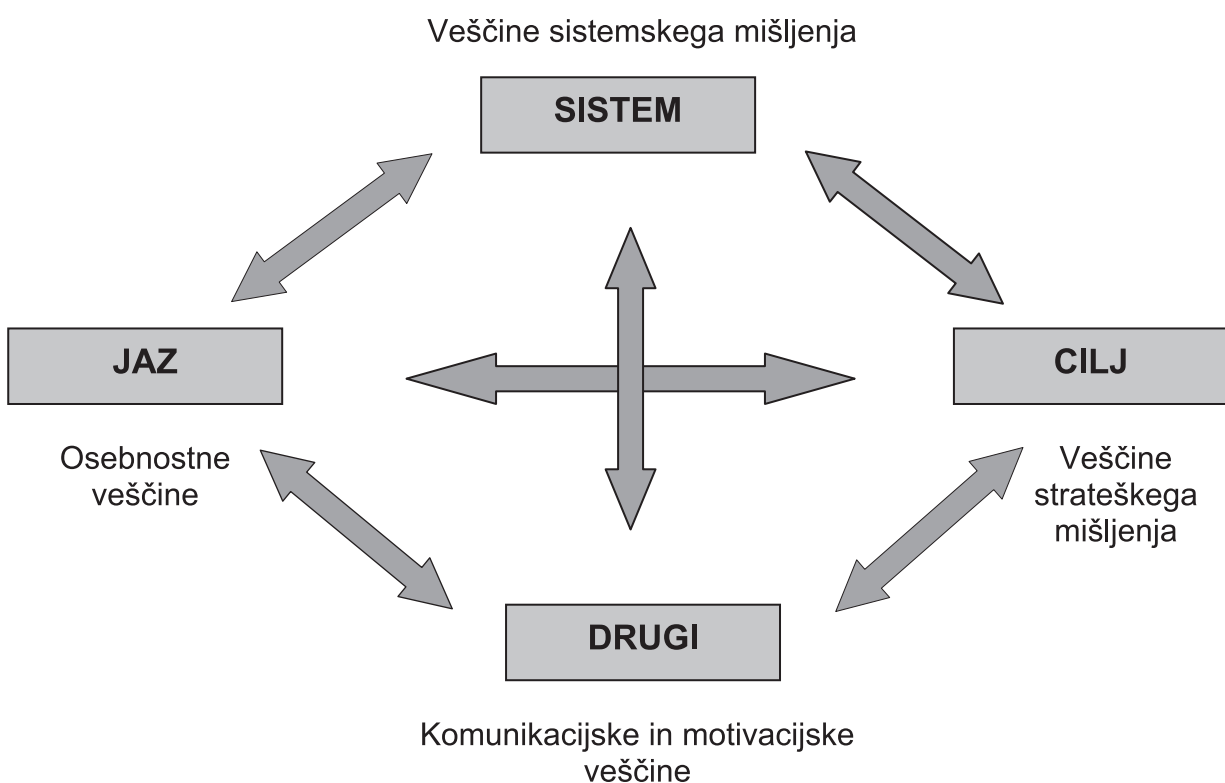 Veščine sistemskega mišljenja
SISTEM
JAZ
CILJ
Osebnostne
veščine
Veščine
strateškega
mišljenja
DRUGI
Komunikacijske in motivacijske
veščine